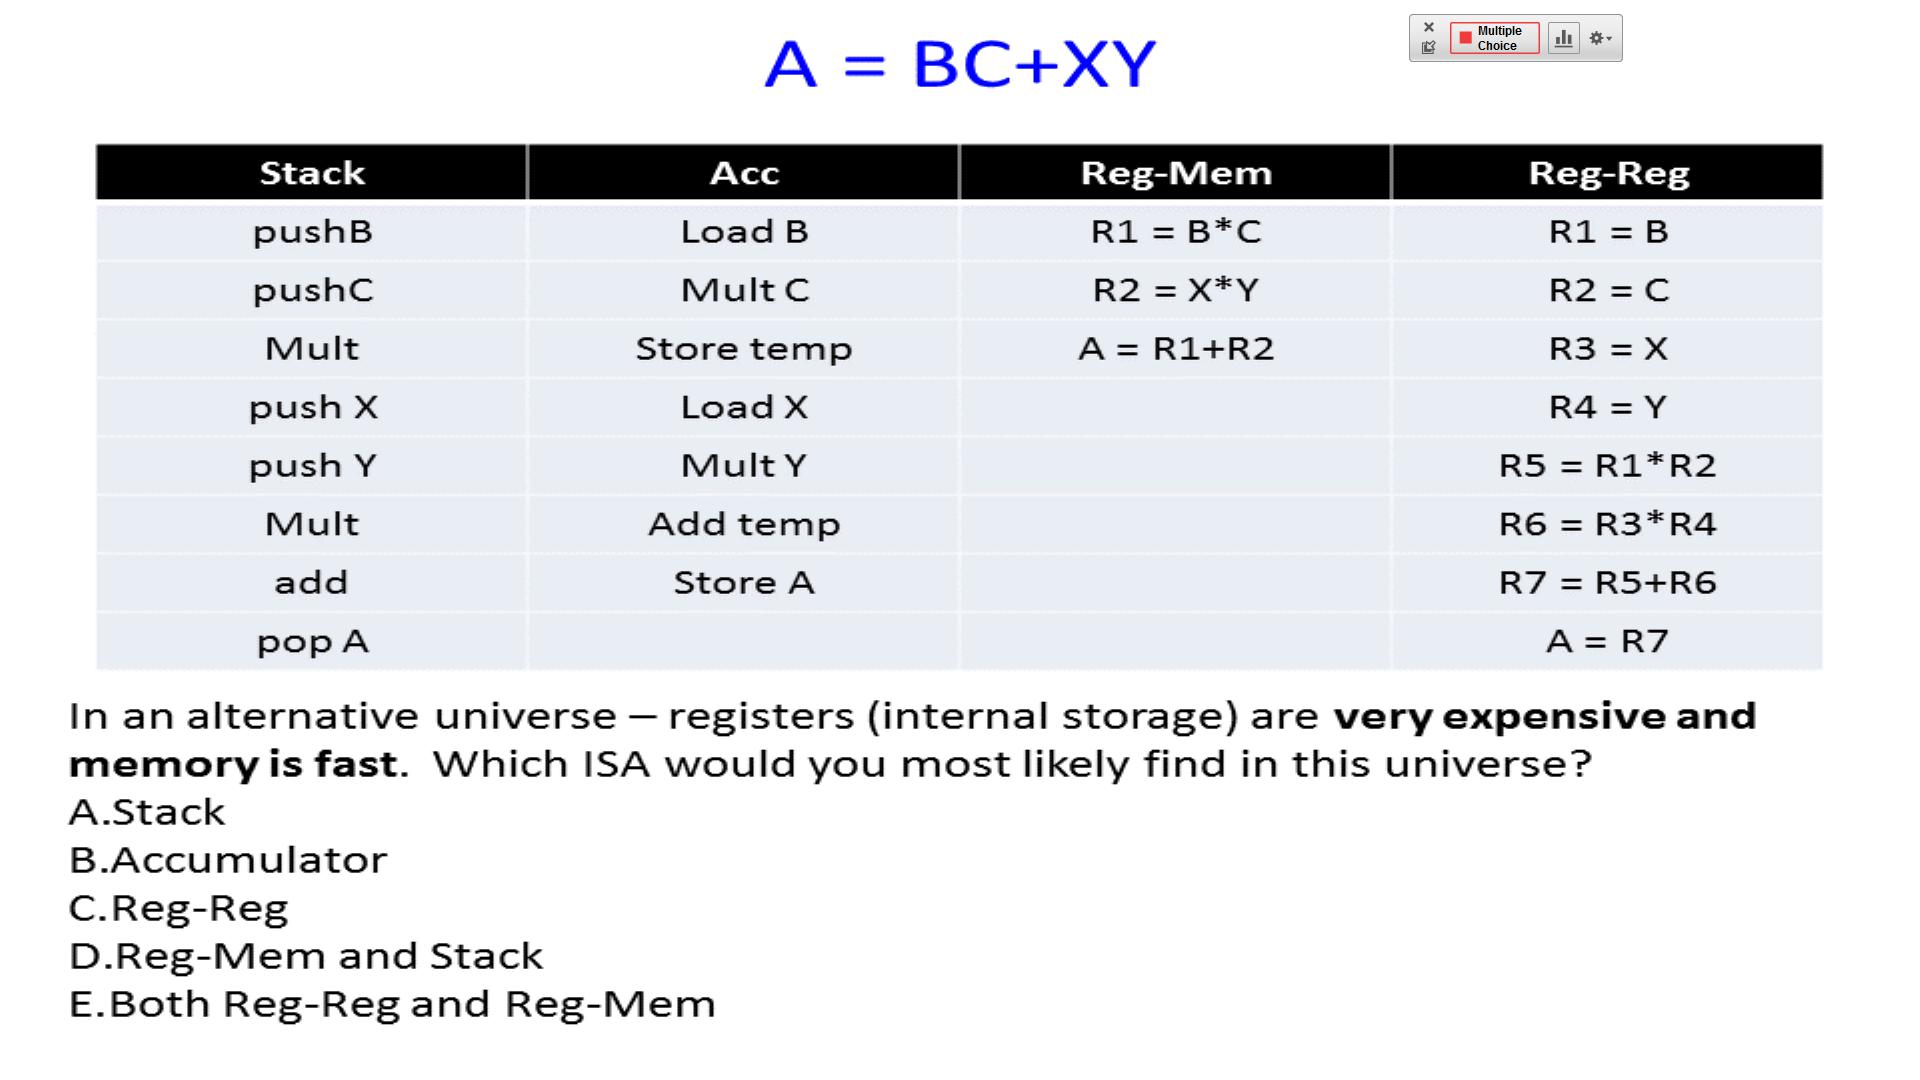 A = BC+XY
Multiple
Choice
Stack Acc Reg-Mem Reg-Reg
pushB Load B R1 = B*C R1 = B
pushC Mult C R2 = X*Y R2 = C
Mult Store temp A = R1+R2 R3 = X
push X Load X R4 = Y
push Y Mult Y R5 = R1*R2
Mult Add temp R6 = R3*R4
add Store A R7 = R5+R6
pop A A = R7
In an alternative universe – registers (internal storage) are very expensive and
memory is fast. Which ISA would you most likely find in this universe?
A.Stack
B.Accumulator
C.Reg-Reg
D.Reg-Mem and Stack
E.Both Reg-Reg and Reg-Mem